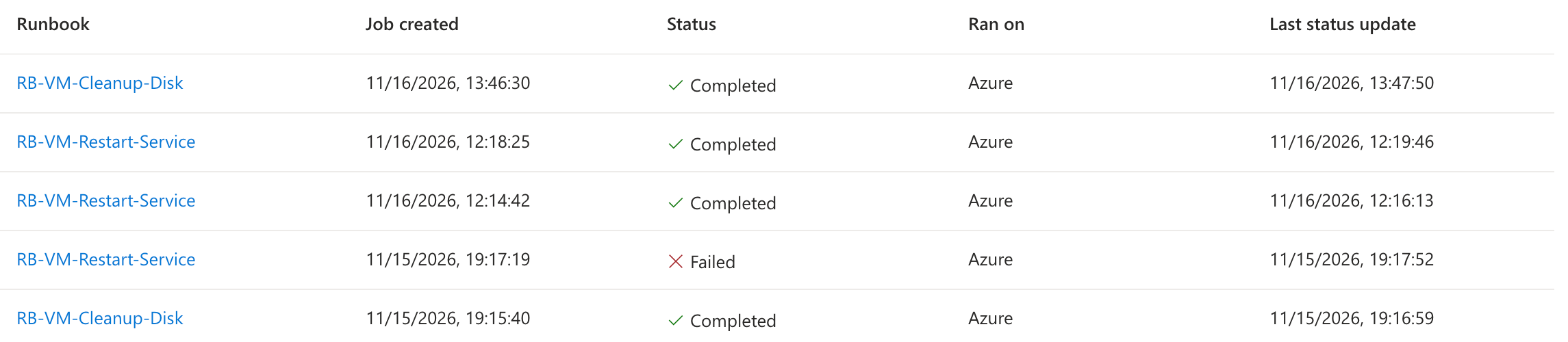 Runbook Job created Status Ran on Last status update
RB-VM-Cleanup-Disk 11/16/2026, 13:46:30 Completed Azure 11/16/2026, 13:47:50
RB-VM-Restart-Service 11/16/2026, 12:18:25 Completed Azure 11/16/2026, 12:19:46
RB-VM-Restart-Service 11/16/2026, 12:14:42 Completed Azure 11/16/2026, 12:16:13
RB-VM-Restart-Service 11/15/2026, 19:17:19 Failed Azure 11/15/2026, 19:17:52
RB-VM-Cleanup-Disk 11/15/2026, 19:15:40 Completed Azure 11/15/2026, 19:16:59